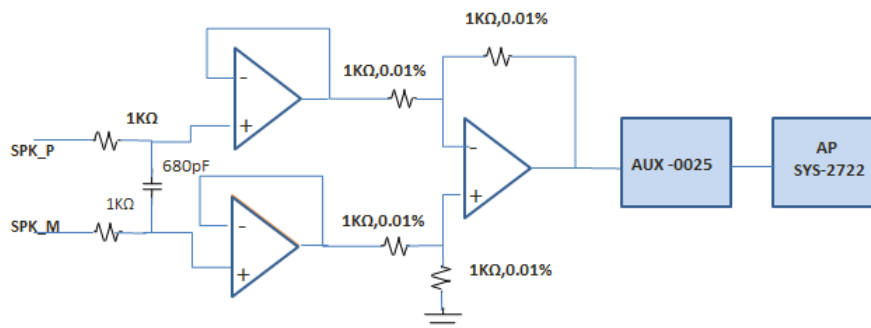 1KΩ,0.01%
1KΩ,0.01%
-
+
1KΩ
SPK_P
680pF
-
+
AUX -0025
AP
SYS-2722
1KΩ
SPK_M
-
+
1KΩ,0.01%
1KΩ,0.01%